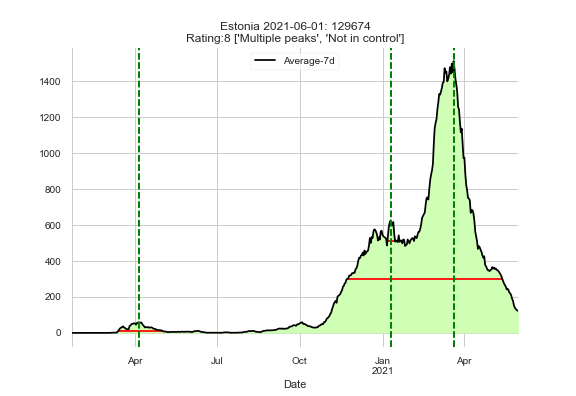 Estonia 2021-06-01: 129674
Rating:8 ['Multiple peaks', 'Not in control']
Average-7d
1400
1200
1000
800
600
400
200
0
Apr
Jul
Oct
Jan
2021
Apr
Date